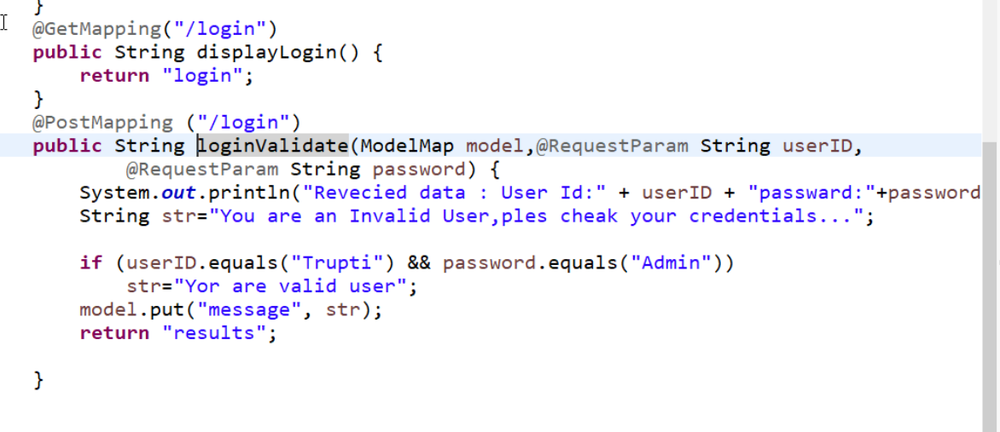 }
@GetMapping("/login")
public String displayLogin() {
return "login";
}
@PostMapping ("/login")
public String loginValidate(ModelMap model,@RequestParam String userID,
@RequestParam String password) {
System.out.println("Revecied data : User Id:" + userID + "passward:"+password
String str="You are an Invalid User,ples cheak your credentials...";
if (userID.equals("Trupti") && password.equals("Admin"))
str="Yor are valid user";
model.put("message", str);
return "results";
}